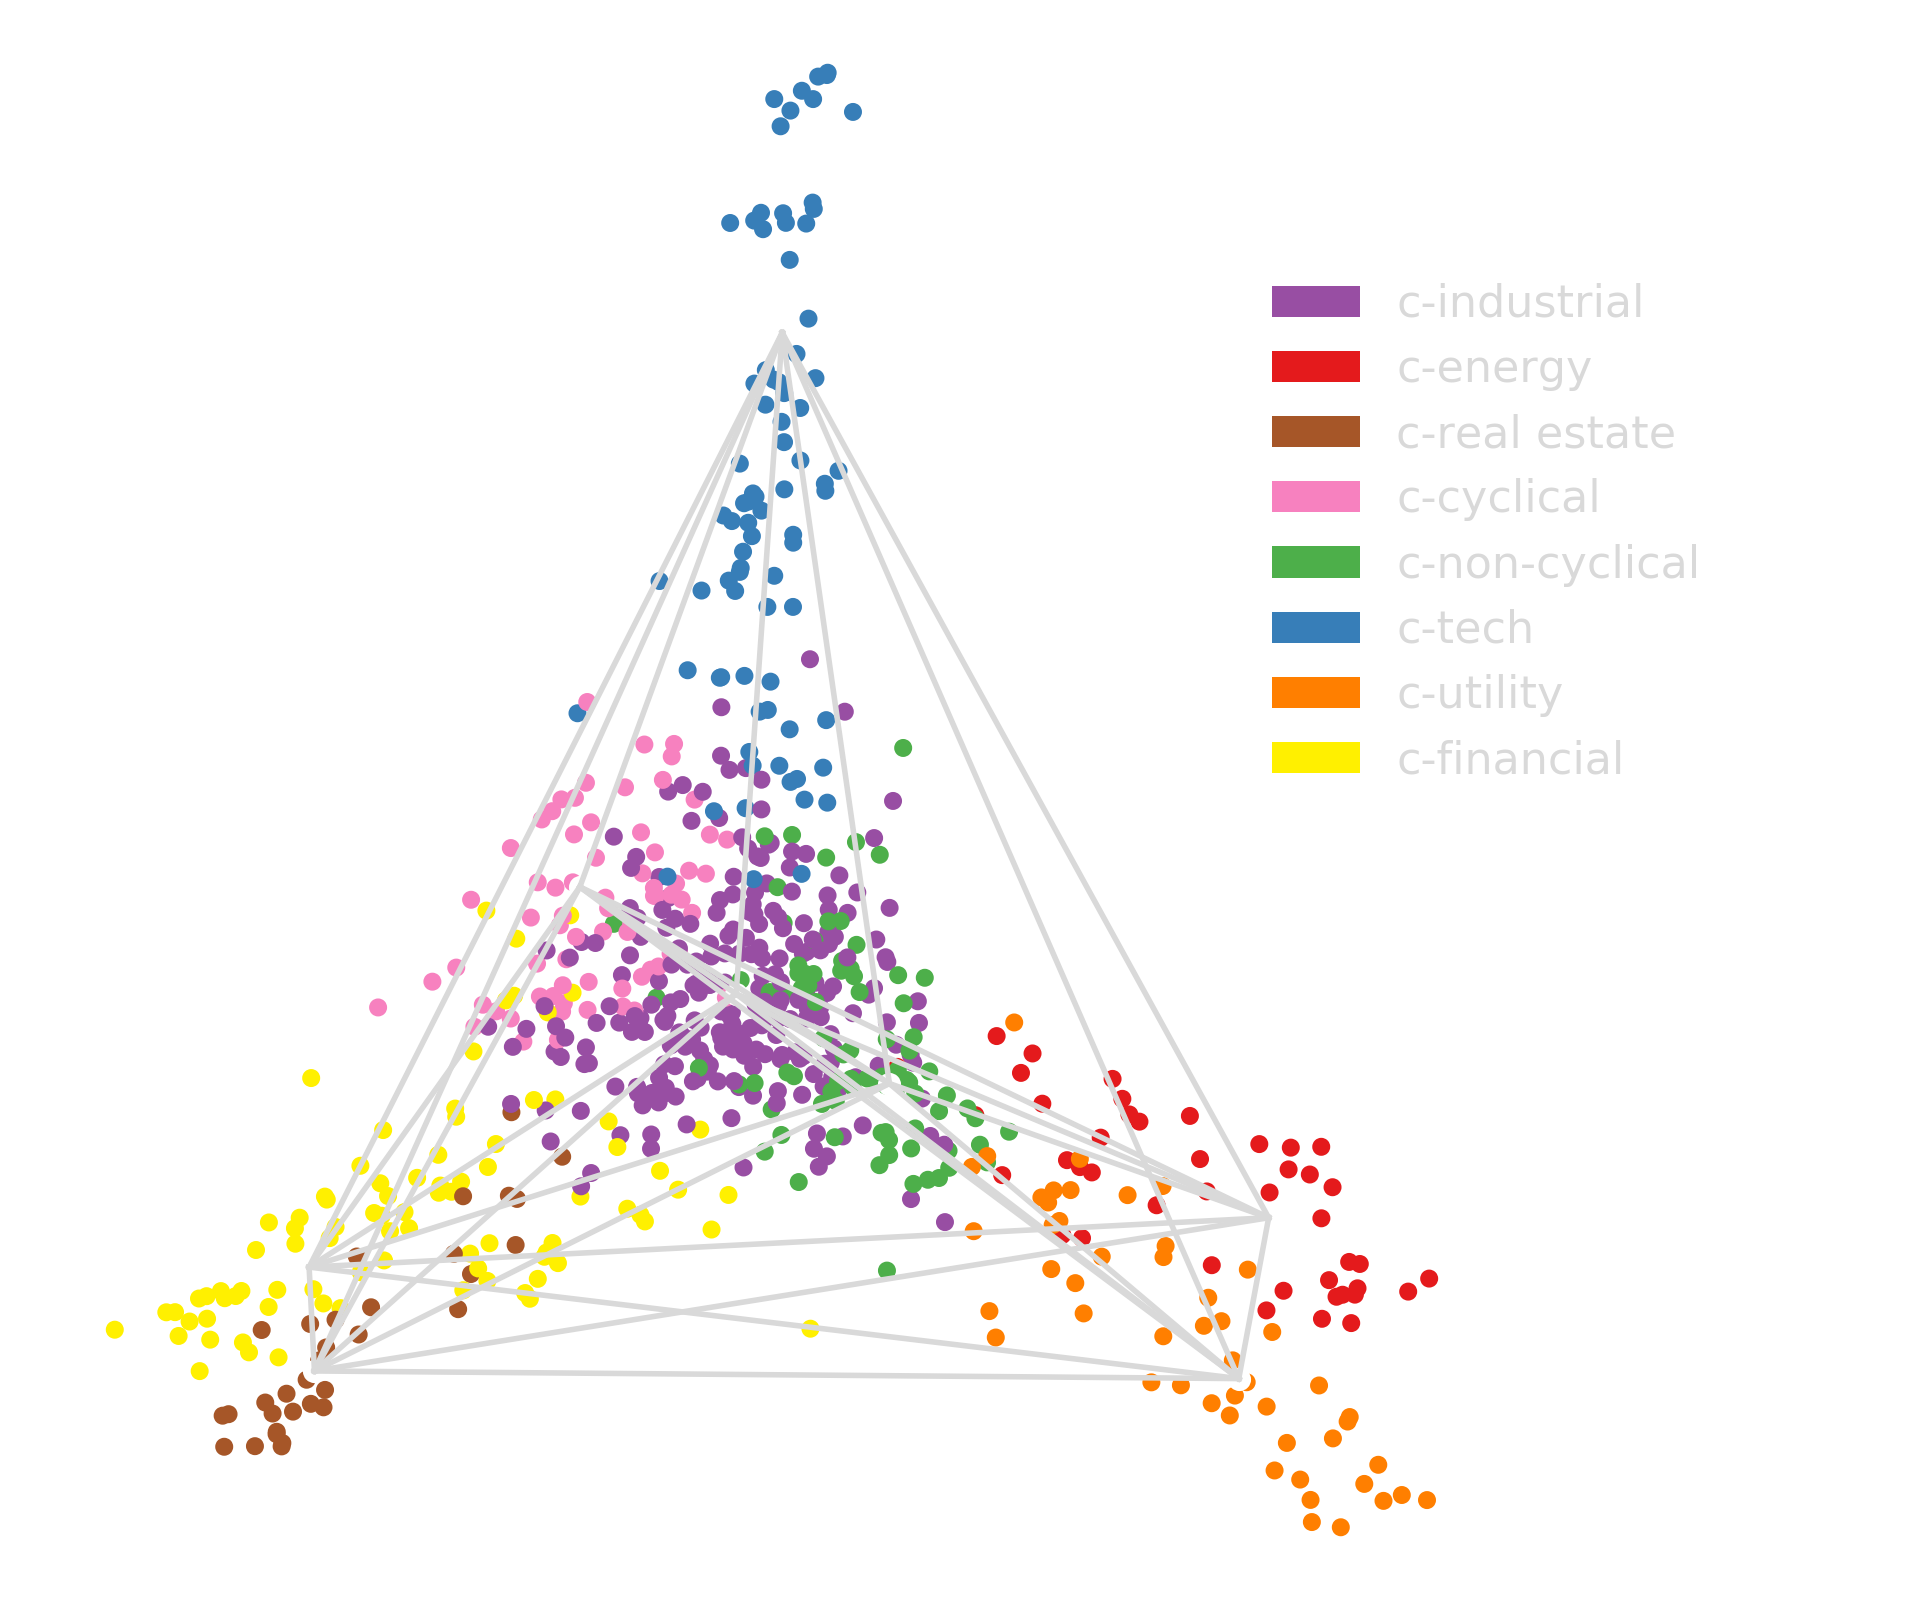 c-industrial
c-energy
c-real estate
c-cyclical
c-non-cyclical
c-tech
c-utility
c-financial